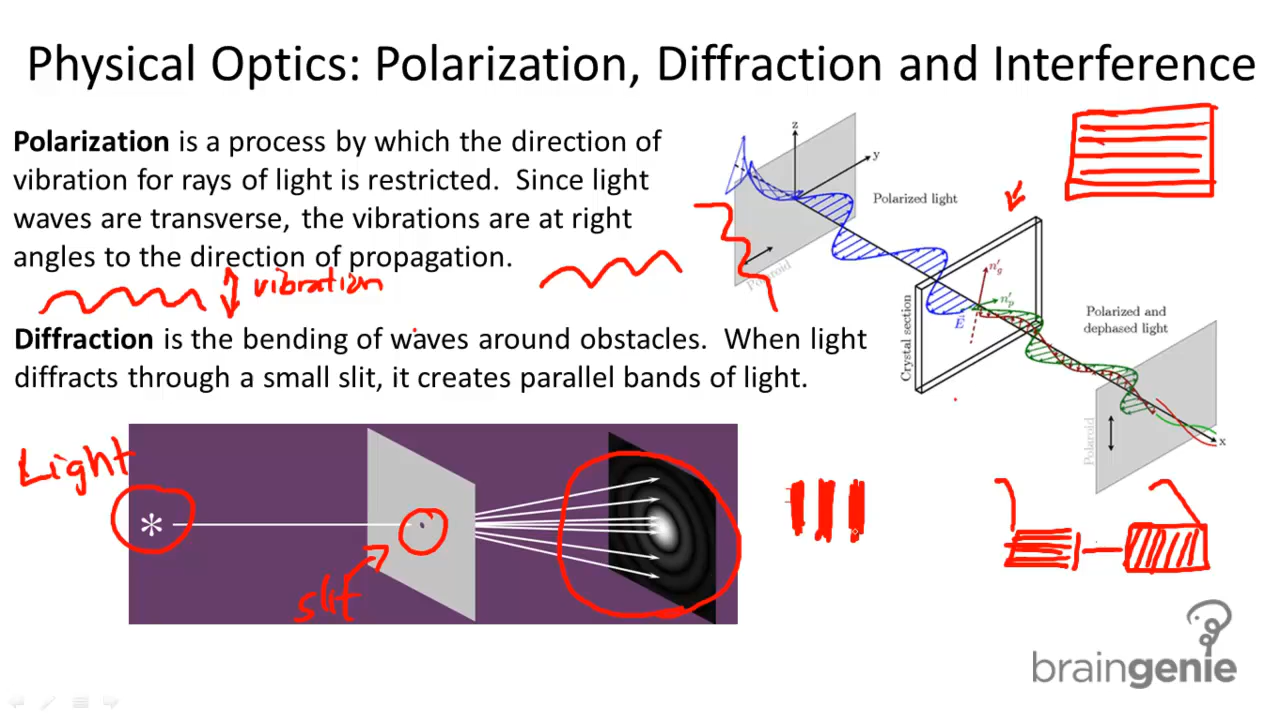 Physical Optics: Polarization, Diffraction and Interference
Polarization is a process by which the direction of
vibration for rays of light is restricted. Since light
waves are transverse, the vibrations are at right
angles to the direction of propagation.
vibration
Diffraction is the bending of waves around obstacles. When light
diffracts through a small slit, it creates parallel bands of light.
z
y
Polarized light
Polaroid
n'g
n'p
E
Crystal section
Polarized and
dephased light
Polaroid
x
Light
*
slit
braingenie